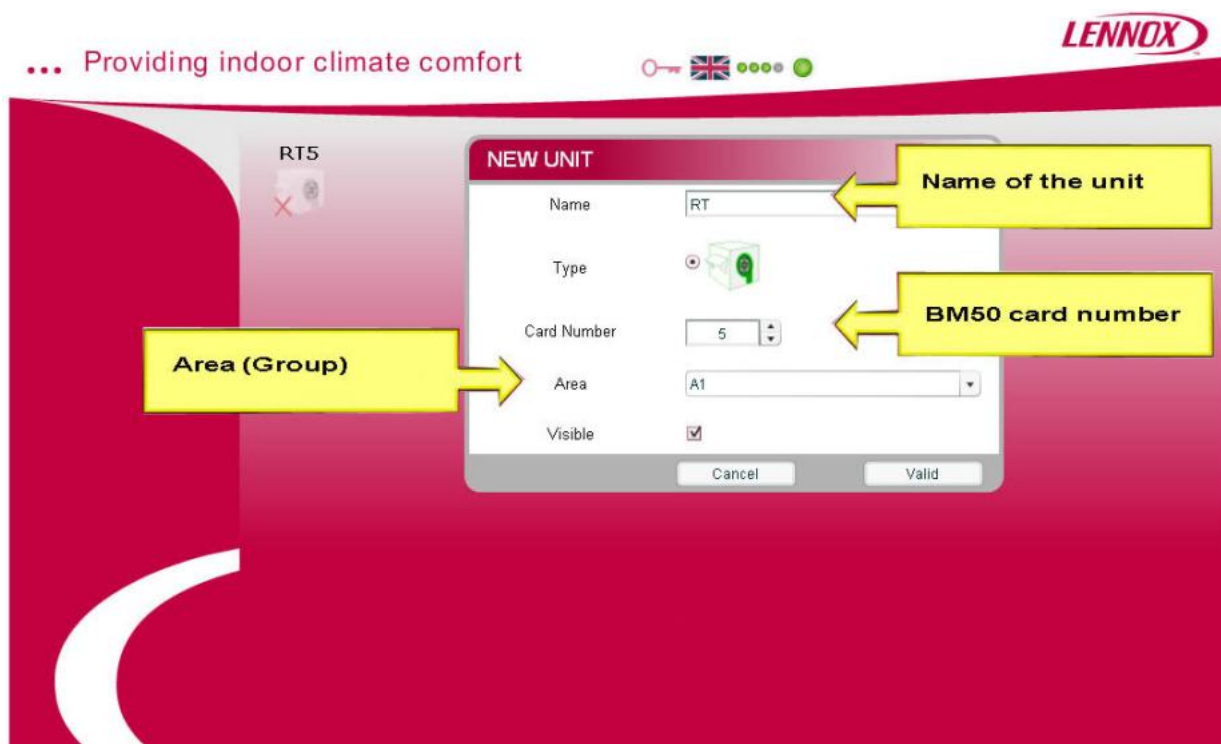 LENNOX
... Providing indoor climate comfort
RT5
NEW UNIT
Name of the unit
Name
RT
Type
BM50 card number
Card Number
5
Area (Group)
Area
A1
Visible
Cancel
Valid